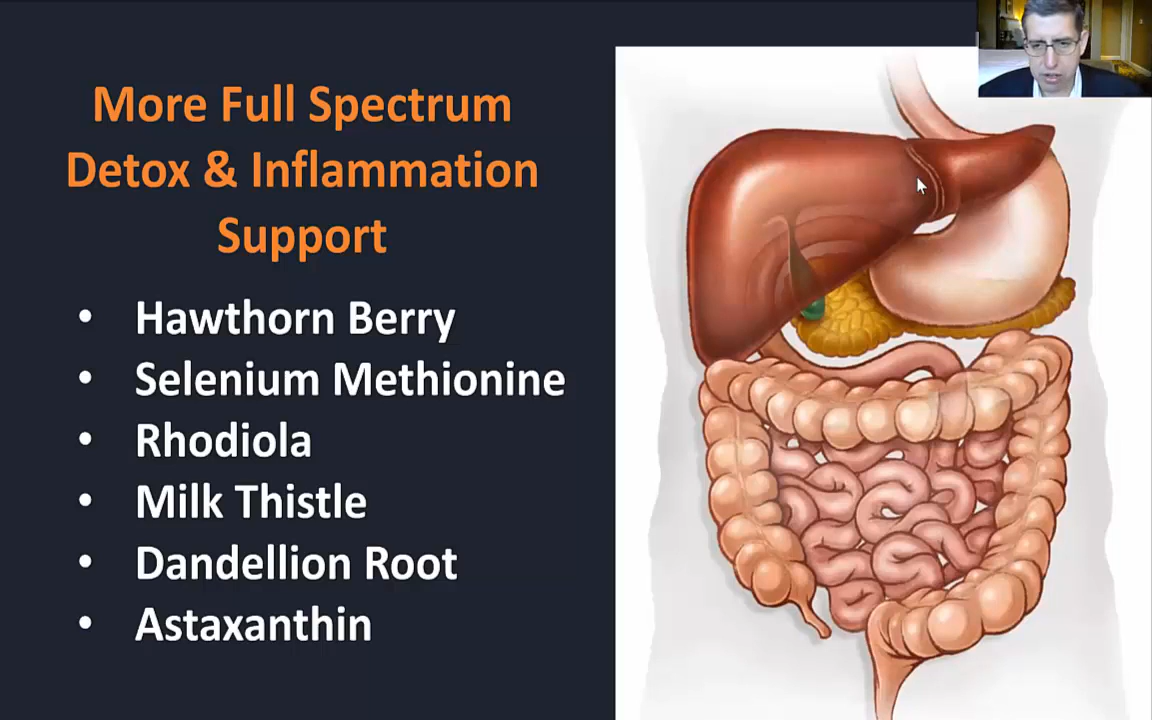 More Full Spectrum
Detox & Inflammation
Support
• Hawthorn Berry
• Selenium Methionine
• Rhodiola
• Milk Thistle
• Dandellion Root
• Astaxanthin